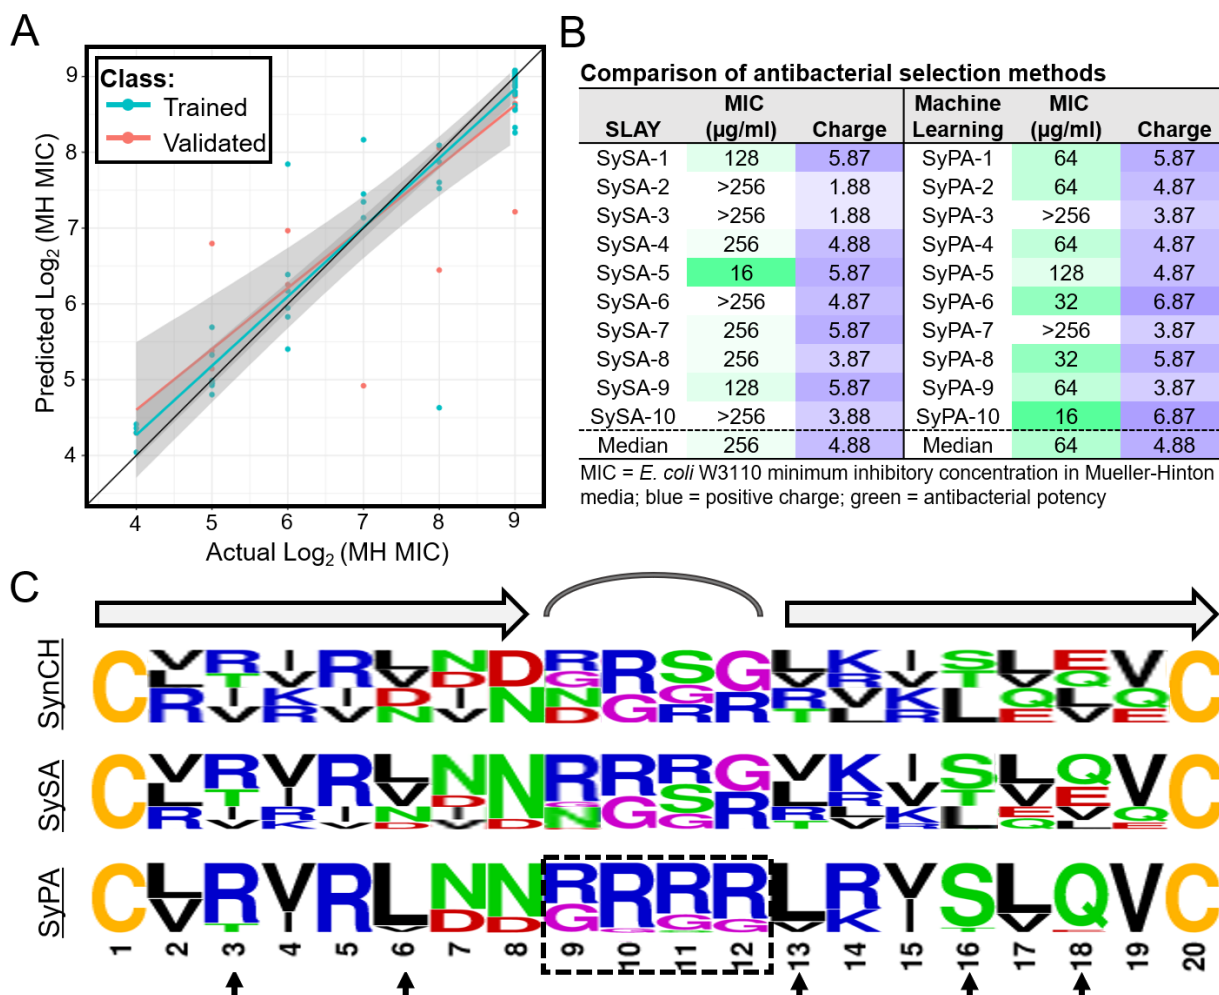 A
Class:
Trained
Validated
9
8
7
6
5
4
Predicted Log2 (MH MIC)
4 5 6 7 8 9
Actual Log2 (MH MIC)
B
Comparison of antibacterial selection methods
SLAY MIC (µg/ml) Charge Machine Learning MIC (µg/ml) Charge
SySA-1 128 5.87 SyPA-1 64 5.87
SySA-2 >256 1.88 SyPA-2 64 4.87
SySA-3 >256 1.88 SyPA-3 >256 3.87
SySA-4 256 4.88 SyPA-4 64 4.87
SySA-5 16 5.87 SyPA-5 128 4.87
SySA-6 >256 4.87 SyPA-6 32 6.87
SySA-7 256 5.87 SyPA-7 >256 3.87
SySA-8 256 3.87 SyPA-8 32 5.87
SySA-9 128 5.87 SyPA-9 64 3.87
SySA-10 >256 3.88 SyPA-10 16 6.87
Median 256 4.88 Median 64 4.88
MIC = E. coli W3110 minimum inhibitory concentration in Mueller-Hinton
media; blue = positive charge; green = antibacterial potency
C
SynCH
C V R I R L N D R R S G L K I S L E V C
L T V V D G V R V T V Q
R I K I D I N N G G R R V K L Q L Q
V R V N D R T L R E V E
SySA
C V R V R L N N R R R G V K I S L Q V C
L T V D G G S R L R V T V E
R I R I N I N G R L K L E V Q
V K D D T V R Q L E
SyPA
C L R V R L N N R R R R L R V S L Q V C
V T I D D G G G G V K I T V
1 2 3 4 5 6 7 8 9 10 11 12 13 14 15 16 17 18 19 20